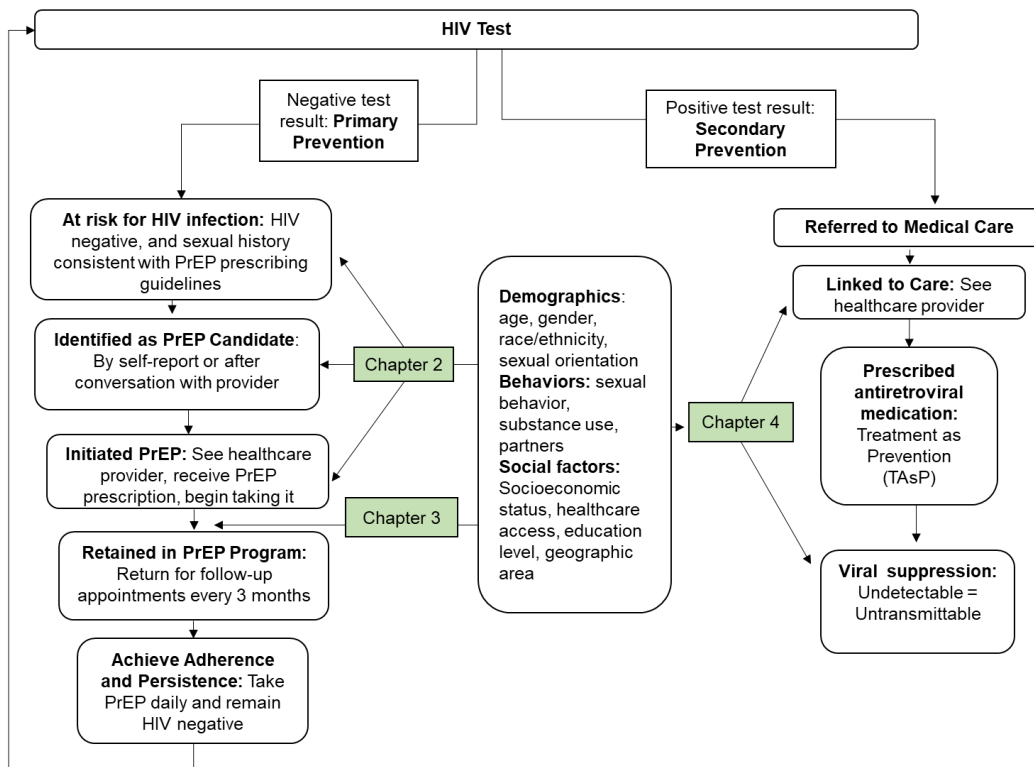 HIV Test
Negative test
result: Primary
Prevention
Positive test result:
Secondary
Prevention
At risk for HIV infection: HIV
negative, and sexual history
consistent with PrEP prescribing
guidelines
Identified as PrEP Candidate:
By self-report or after
conversation with provider
Initiated PrEP: See healthcare
provider, receive PrEP
prescription, begin taking it
Retained in PrEP Program:
Return for follow-up
appointments every 3 months
Achieve Adherence
and Persistence: Take
PrEP daily and remain
HIV negative
Chapter 2
Chapter 3
Demographics:
age, gender,
race/ethnicity,
sexual orientation
Behaviors: sexual
behavior,
substance use,
partners
Social factors:
Socioeconomic
status, healthcare
access, education
level, geographic
area
Chapter 4
Referred to Medical Care
Linked to Care: See
healthcare provider
Prescribed
antiretroviral
medication:
Treatment as
Prevention
(TAsP)
Viral suppression:
Undetectable =
Untransmittable